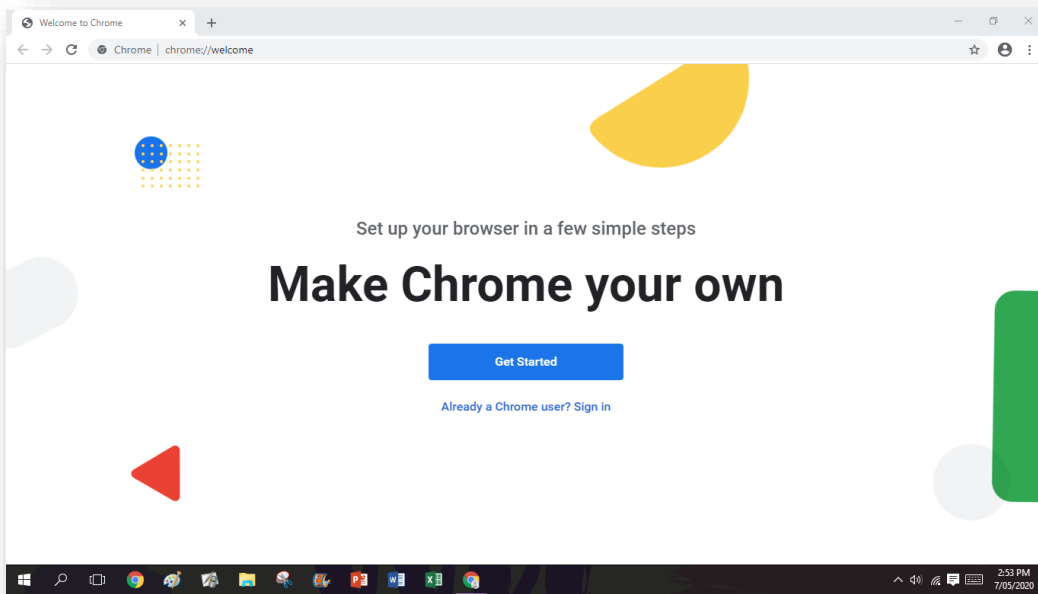 Welcome to Chrome
Chrome | chrome://welcome
Set up your browser in a few simple steps
Make Chrome your own
Get Started
Already a Chrome user? Sign in
2:53 PM
7/05/2020